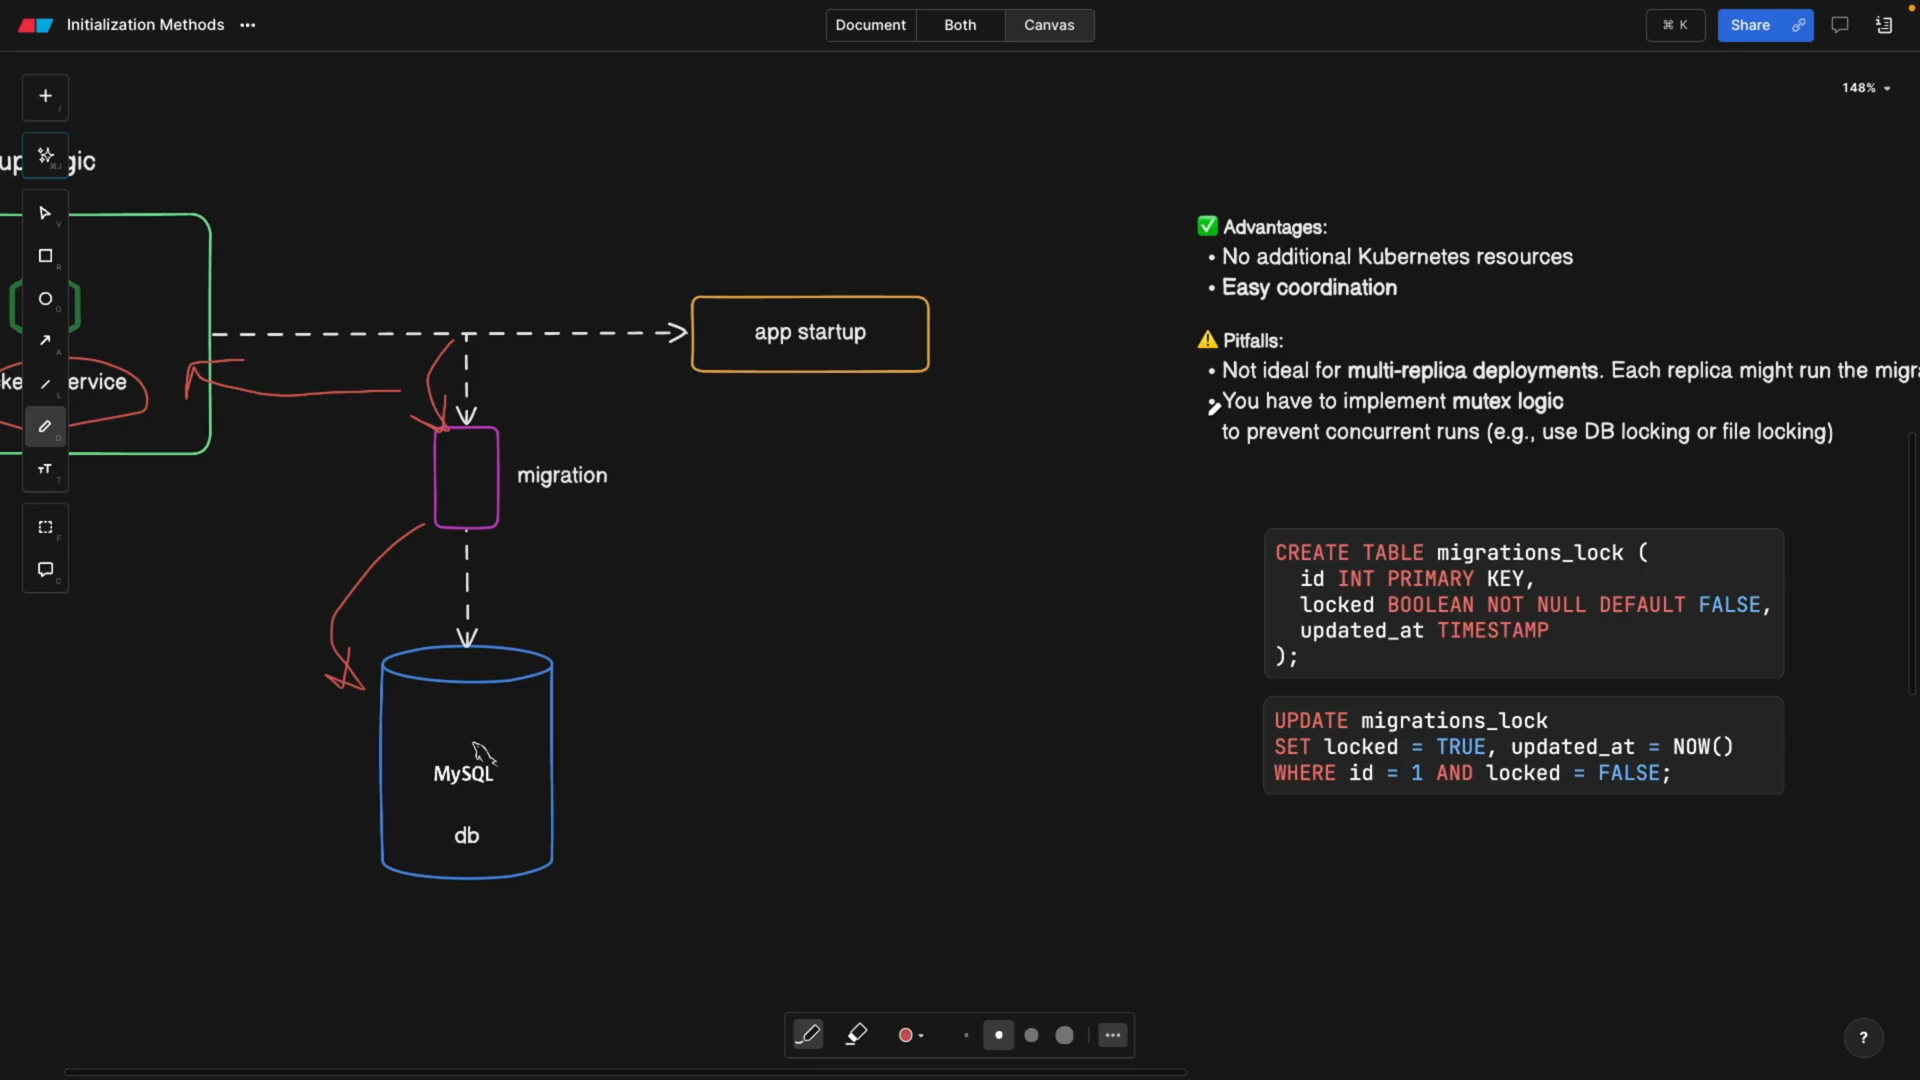 Initialization Methods
Document
Both
Canvas
⌘ K
Share
148%
✅ Advantages:
• No additional Kubernetes resources
• Easy coordination
app startup
⚠️ Pitfalls:
• Not ideal for multi-replica deployments. Each replica might run the migra
You have to implement mutex logic
to prevent concurrent runs (e.g., use DB locking or file locking)
migration
CREATE TABLE migrations_lock (
id INT PRIMARY KEY,
locked BOOLEAN NOT NULL DEFAULT FALSE,
updated_at TIMESTAMP
);
UPDATE migrations_lock
SET locked = TRUE, updated_at = NOW()
WHERE id = 1 AND locked = FALSE;
MySQL
db
?